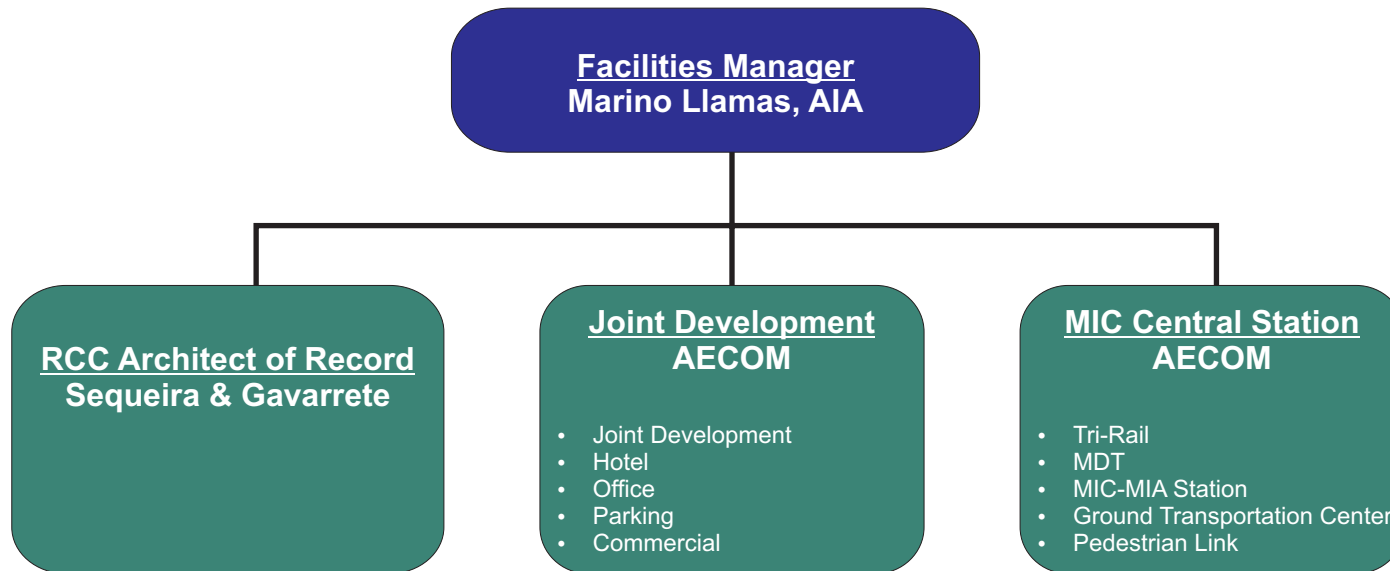 Facilities Manager
Marino Llamas, AIA
RCC Architect of Record
Sequeira & Gavarrete
Joint Development
AECOM
• Joint Development
• Hotel
• Office
• Parking
• Commercial
MIC Central Station
AECOM
• Tri-Rail
• MDT
• MIC-MIA Station
• Ground Transportation Center
• Pedestrian Link